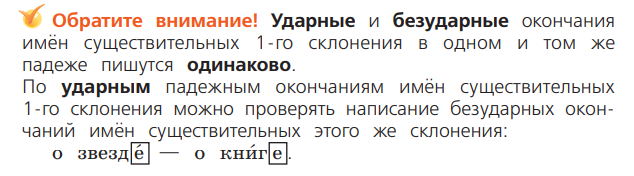 Обратите внимание! Ударные и безударные окончания
имён существительных 1-го склонения в одном и том же
падеже пишутся одинаково.
По ударным падежным окончаниям имён существительных
1-го склонения можно проверять написание безударных окон-
чаний имён существительных этого же склонения:
о звезде́ — о кни́ге.